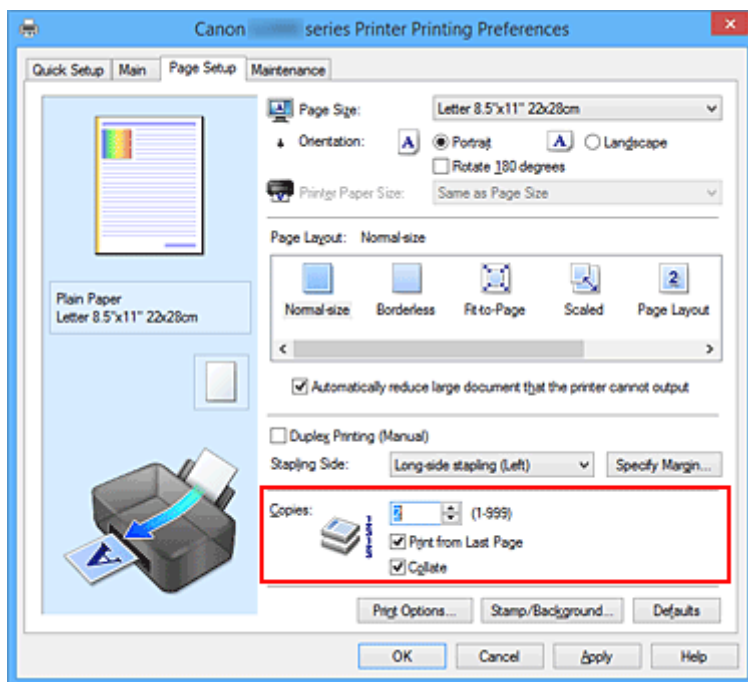 Canon series Printer Printing Preferences
Quick Setup Main Page Setup Maintenance
Page Size: Letter 8.5"x11" 22x28cm
Orientation: A Portrait A Landscape
Rotate 180 degrees
Printer Paper Size: Same as Page Size
Page Layout: Normal-size
2
Normal-size Borderless Fit-to-Page Scaled Page Layout
Plain Paper
Letter 8.5"x11" 22x28cm
Automatically reduce large document that the printer cannot output
Duplex Printing (Manual)
Stapling Side: Long-side stapling (Left) Specify Margin...
Copies: 2 (1-999)
Print from Last Page
Collate
A
Print Options... Stamp/Background... Defaults
OK Cancel Apply Help